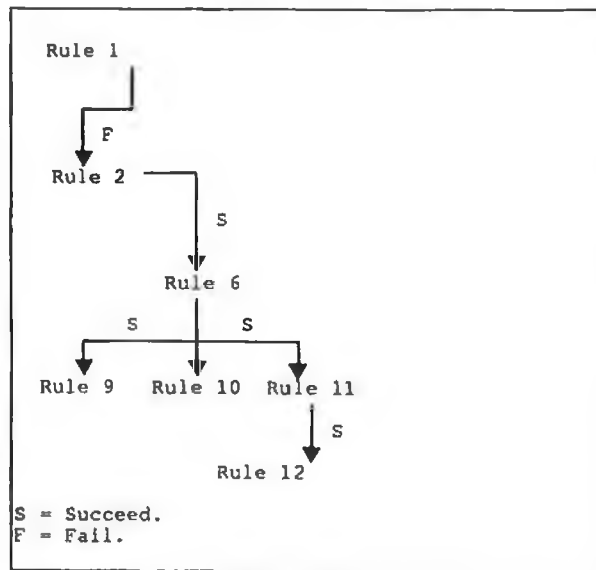 Rule 1
F
Rule 2
S
Rule 6
S S
Rule 9 Rule 10 Rule 11
S
Rule 12
S = Succeed.
F = Fail.